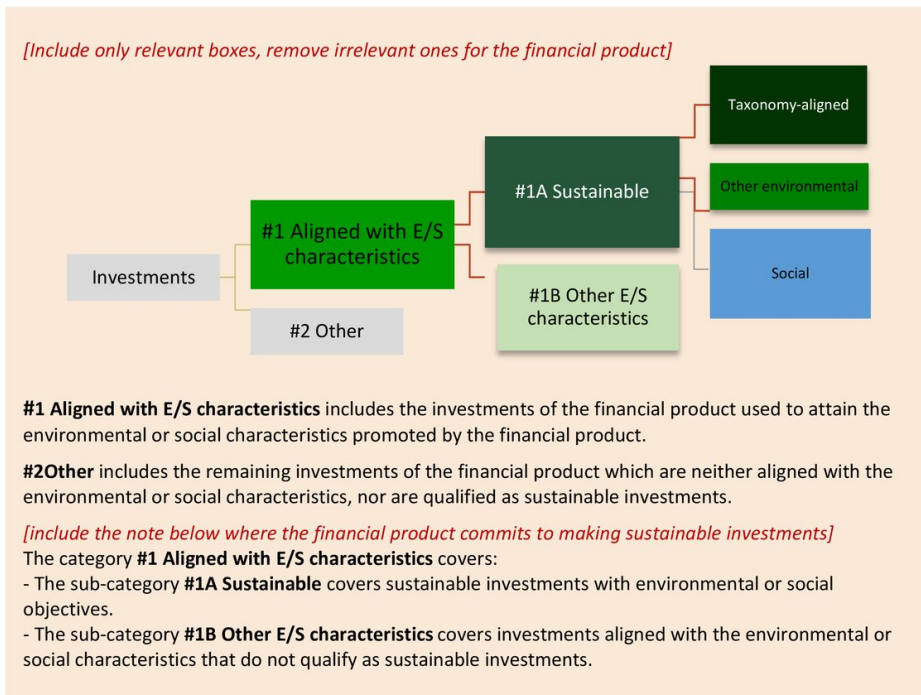 [Include only relevant boxes, remove irrelevant ones for the financial product]
Taxonomy-aligned
#1A Sustainable
Other environmental
#1 Aligned with E/S
characteristics
Social
Investments
#1B Other E/S
characteristics
#2 Other
#1 Aligned with E/S characteristics includes the investments of the financial product used to attain the
environmental or social characteristics promoted by the financial product.
#2Other includes the remaining investments of the financial product which are neither aligned with the
environmental or social characteristics, nor are qualified as sustainable investments.
[include the note below where the financial product commits to making sustainable investments]
The category #1 Aligned with E/S characteristics covers:
- The sub-category #1A Sustainable covers sustainable investments with environmental or social
objectives.
- The sub-category #1B Other E/S characteristics covers investments aligned with the environmental or
social characteristics that do not qualify as sustainable investments.